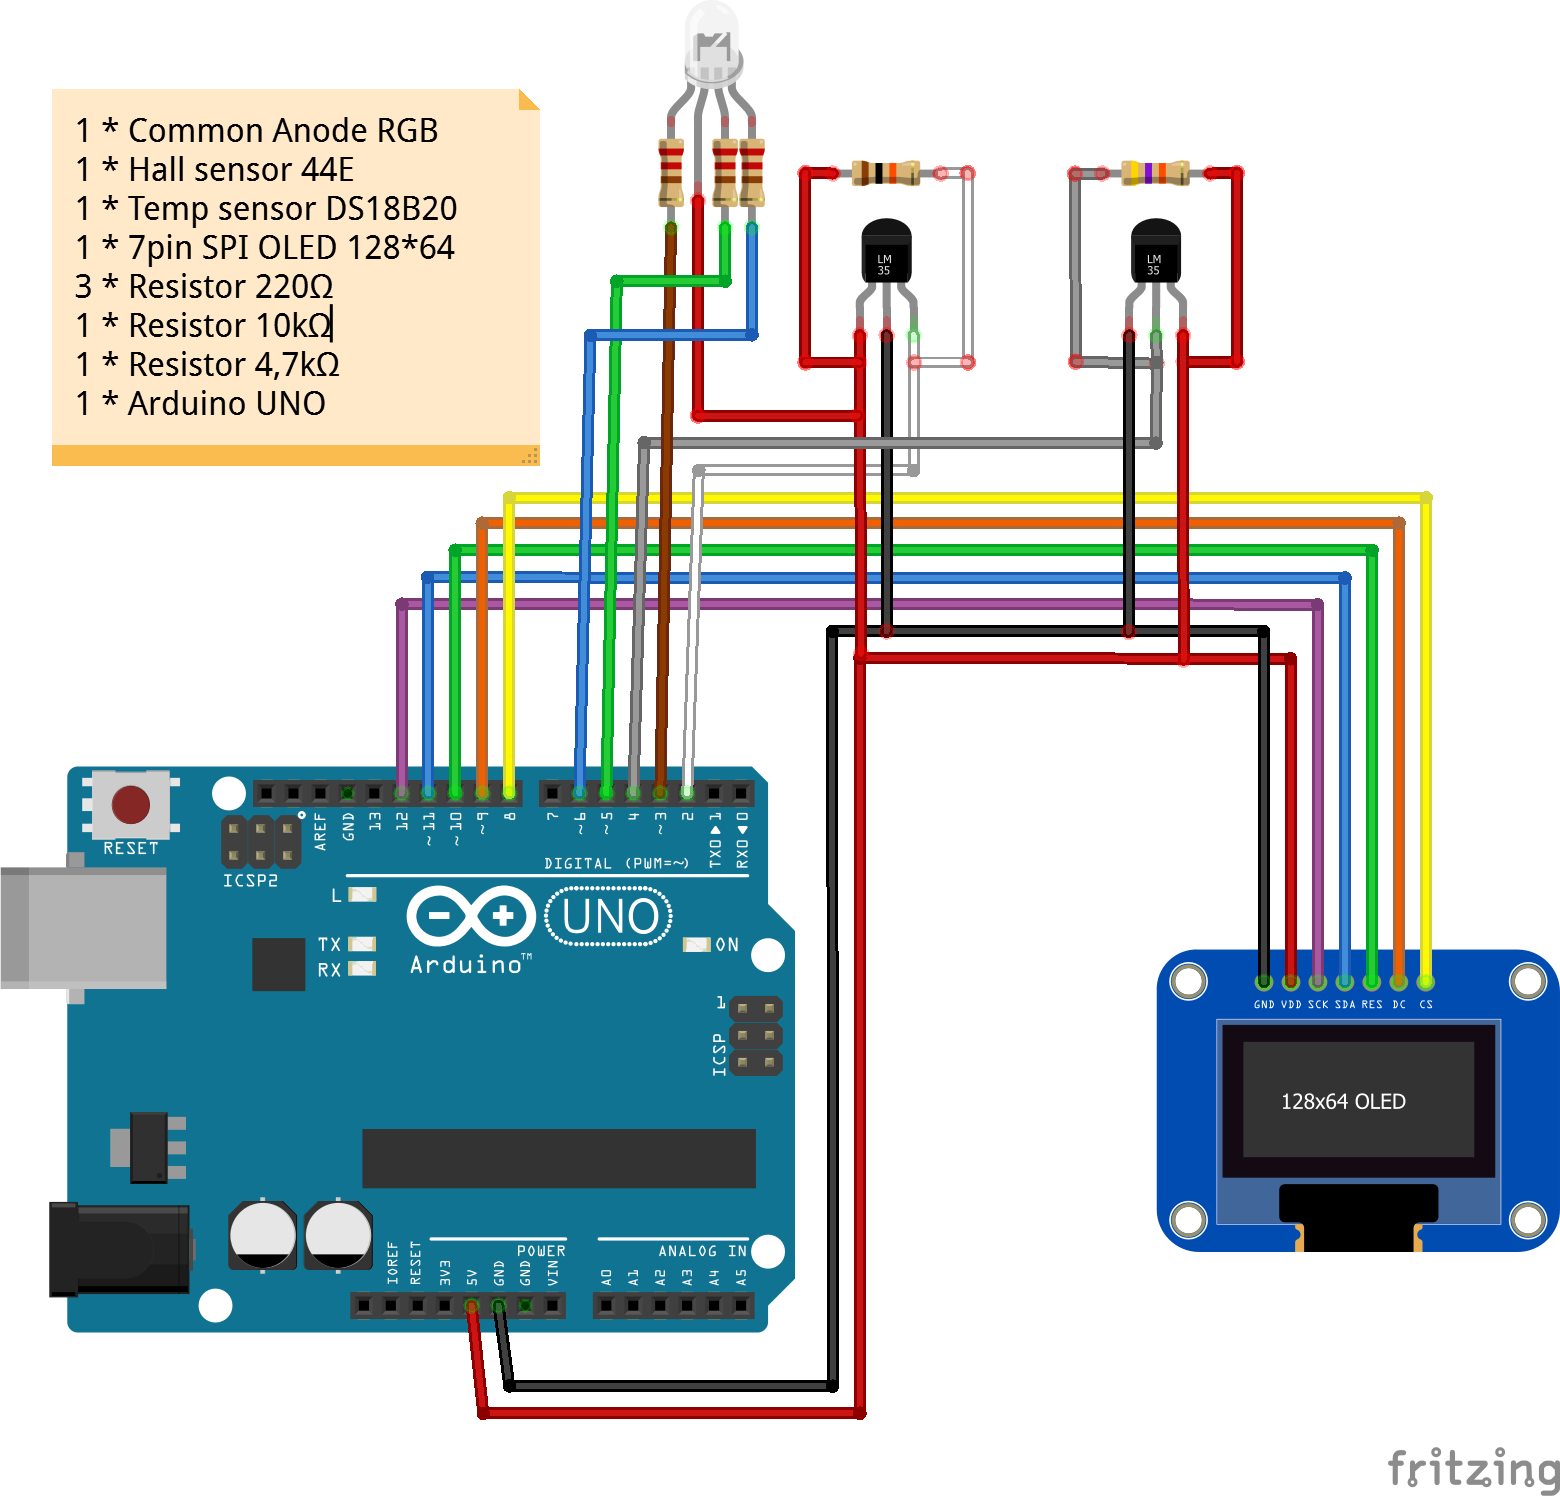 1 * Common Anode RGB
1 * Hall sensor 44E
1 * Temp sensor DS18B20
1 * 7pin SPI OLED 128*64
3 * Resistor 220Ω
1 * Resistor 10kΩ
1 * Resistor 4,7kΩ
1 * Arduino UNO
LM
35
LM
35
RESET
ICSP2
AREF
GND
13
12
~11
~10
~9
8
7
~6
~5
4
~3
2
TX0▶1
RX0◀0
DIGITAL (PWM=~)
L
TX
RX
UNO
ON
Arduino™
1
ICSP
GND VDD SCK SDA RES DC CS
128x64 OLED
POWER
ANALOG IN
IOREF
RESET
3V3
5V
GND
GND
VIN
A0
A1
A2
A3
A4
A5
fritzing